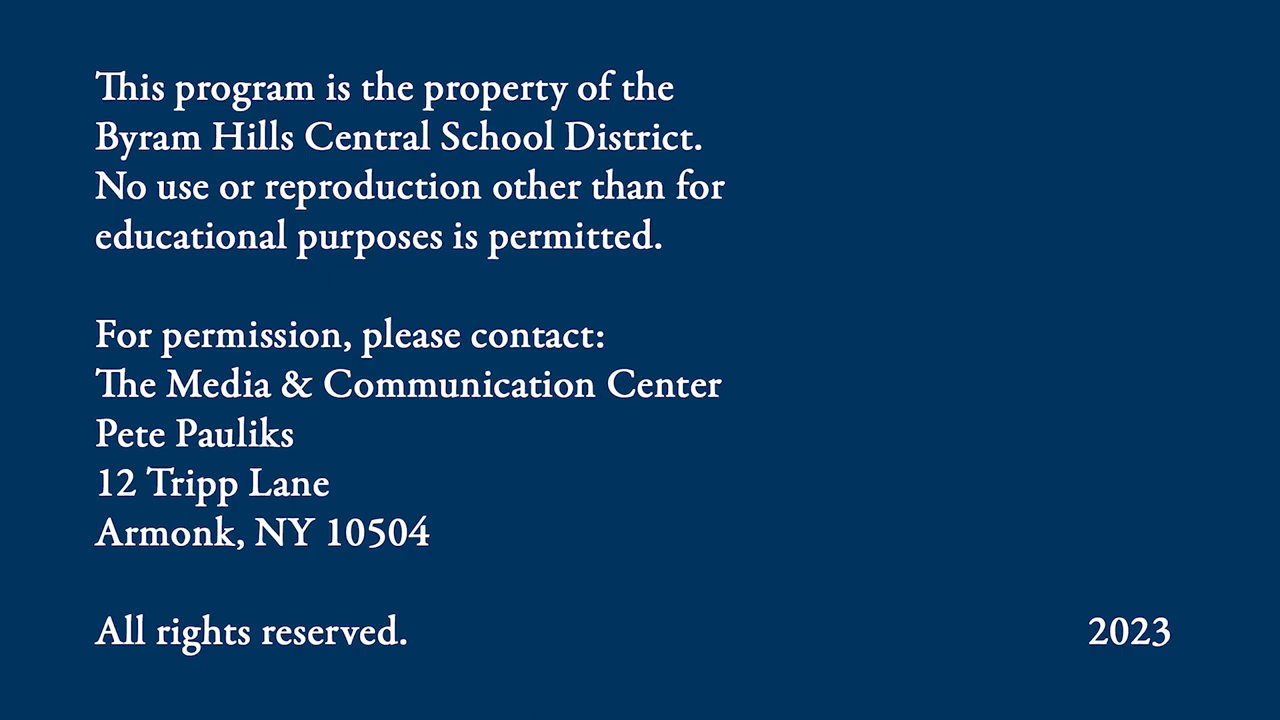 This program is the property of the
Byram Hills Central School District.
No use or reproduction other than for
educational purposes is permitted.
For permission, please contact:
The Media & Communication Center
Pete Pauliks
12 Tripp Lane
Armonk, NY 10504
All rights reserved.
2023